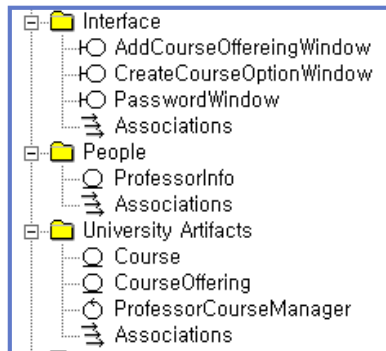 Interface
AddCourseOffereingWindow
CreateCourseOptionWindow
PasswordWindow
Associations
People
ProfessorInfo
Associations
University Artifacts
Course
CourseOffering
ProfessorCourseManager
Associations